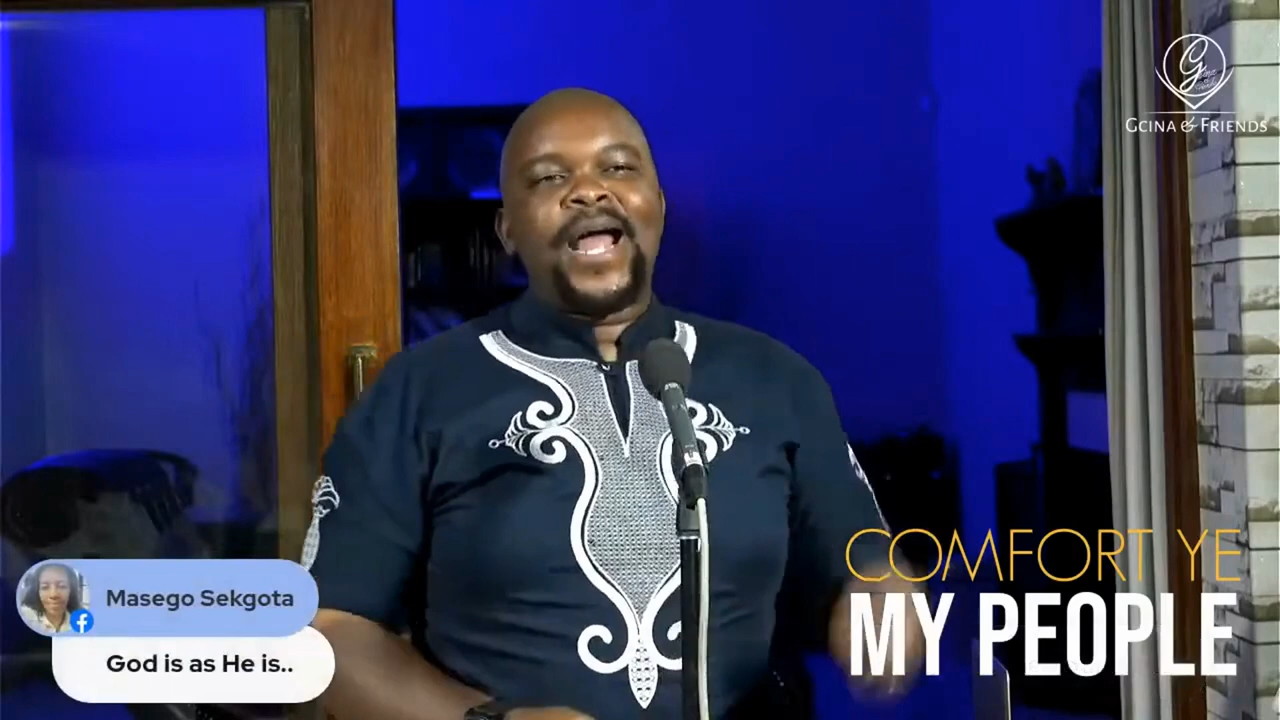 GCINA & FRIENDS
COMFORT YE
MY PEOPLE
Masego Sekgota
God is as He is..